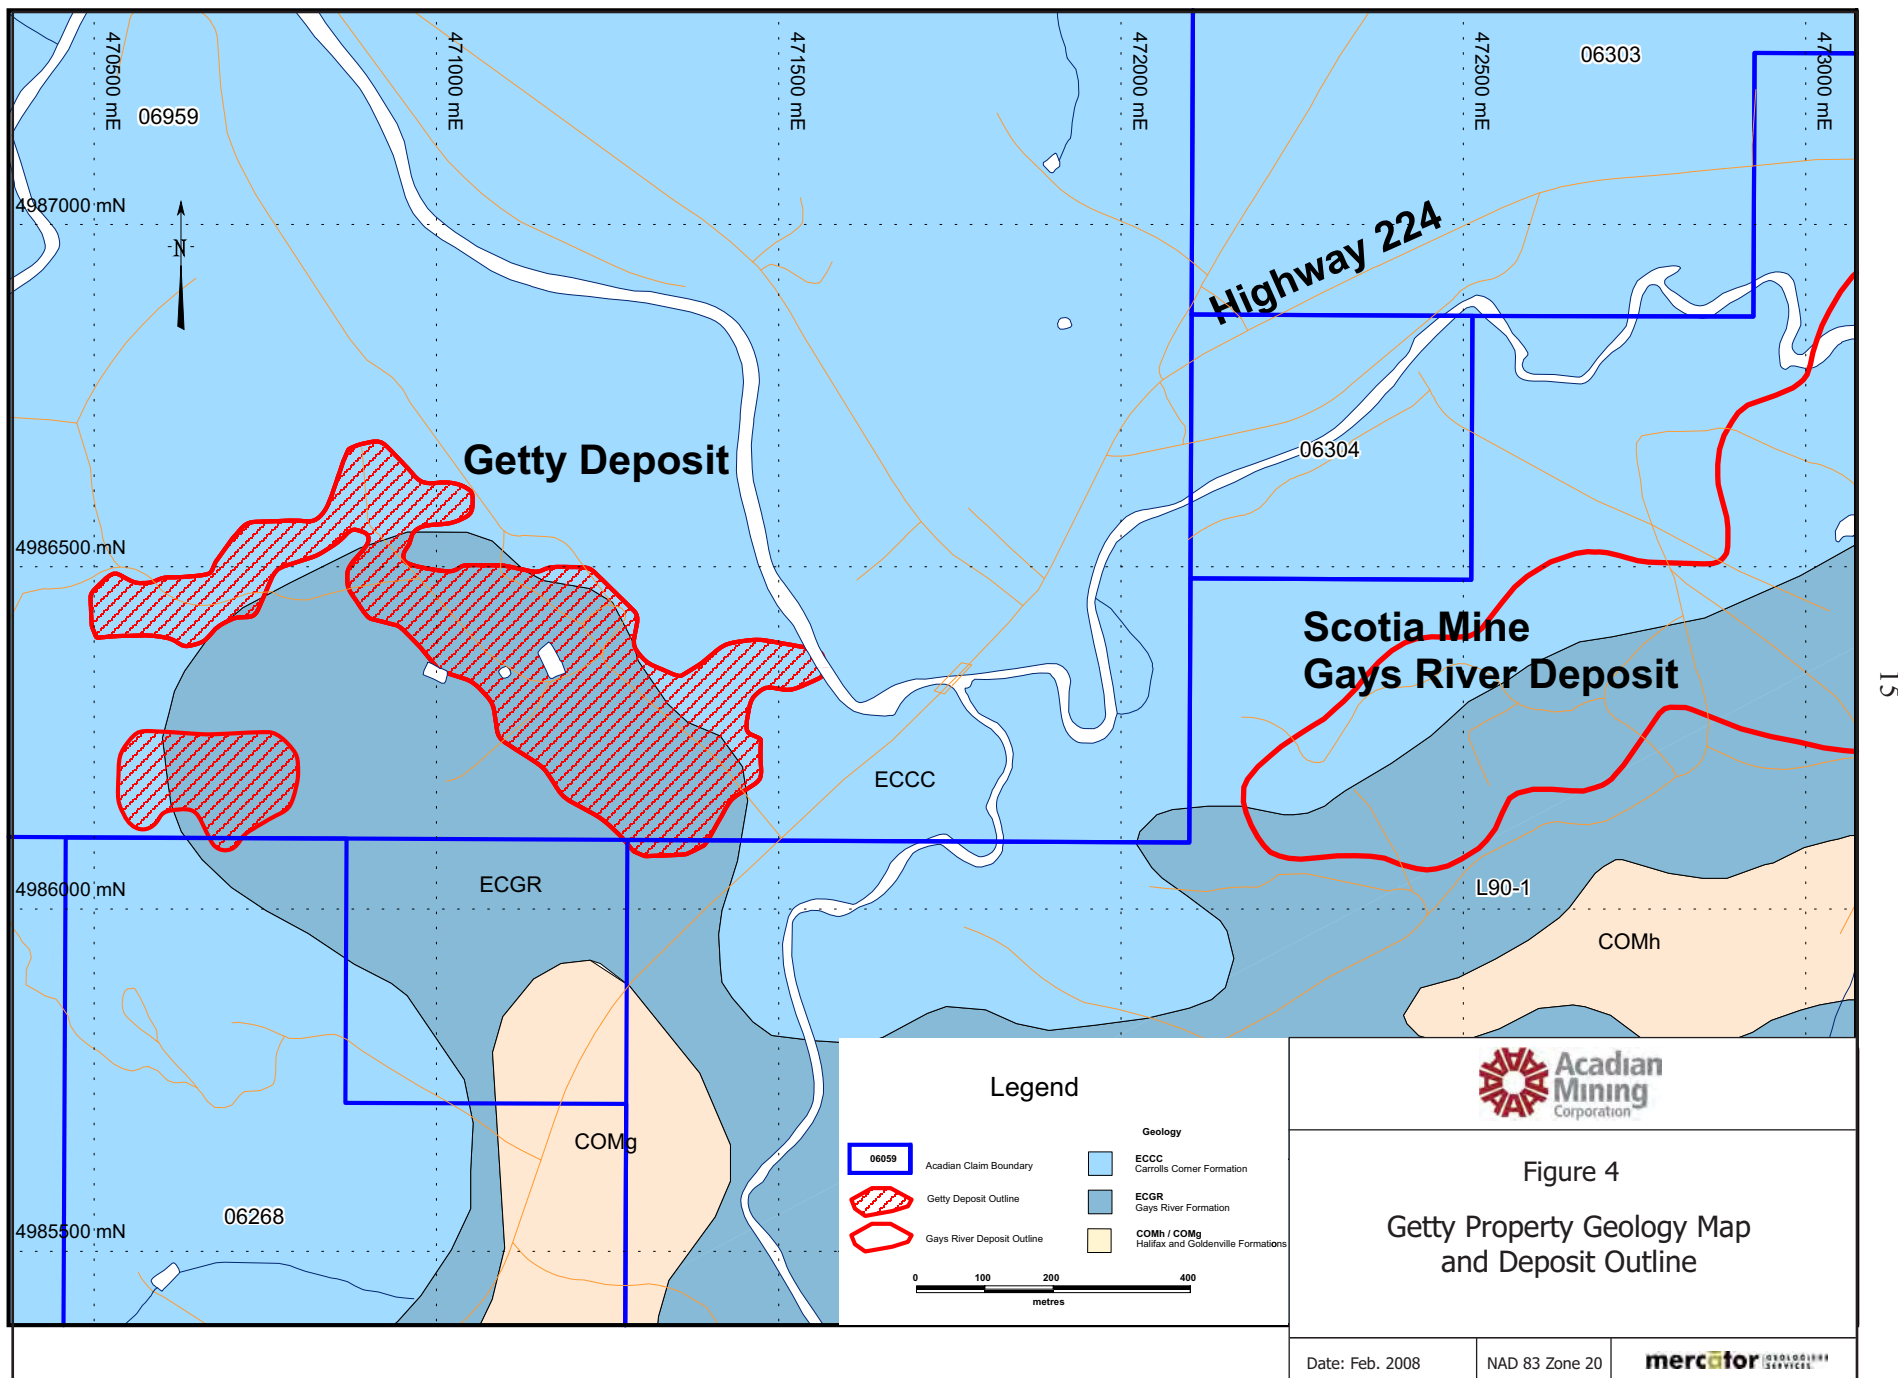 470500 mE
471000 mE
471500 mE
472000 mE
472500 mE
473000 mE
06303
06959
4987000 mN
N
Highway 224
Getty Deposit
06304
4986500 mN
Scotia Mine
Gays River Deposit
15
ECCC
ECGR
4986000 mN
L90-1
COMh
COMg
06268
4985500 mN
Legend
Geology
06059
Acadian Claim Boundary
ECCC
Carrolls Corner Formation
Getty Deposit Outline
ECGR
Gays River Formation
Gays River Deposit Outline
COMh / COMg
Halifax and Goldenville Formations
0 100 200 400
metres
Acadian
Mining
Corporation
Figure 4
Getty Property Geology Map
and Deposit Outline
Date: Feb. 2008
NAD 83 Zone 20
mercator GEOLOGICAL
SERVICES